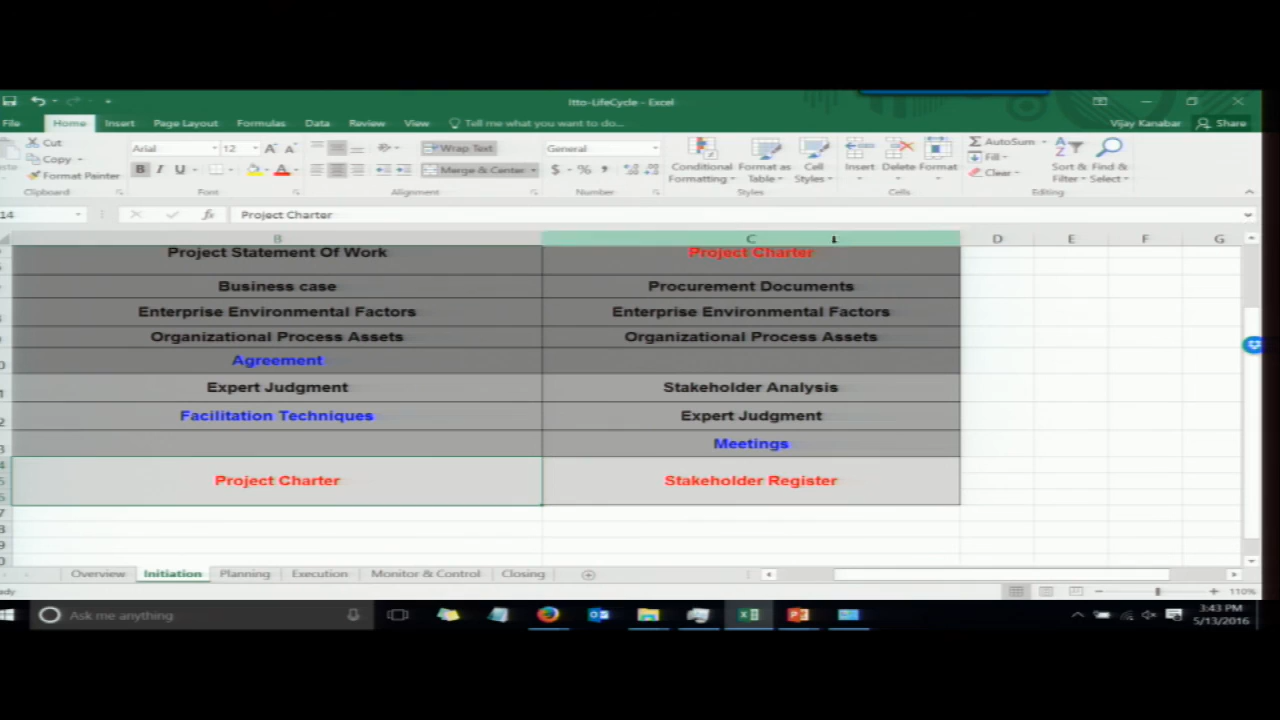 Itto-LifeCycle - Excel
File Home Insert Page Layout Formulas Data Review View Tell me what you want to do... Vijay Kanabar Share
Cut
Copy
Format Painter
Clipboard
Arial 12
B I U
Font
Wrap Text
Merge & Center
Alignment
General
$ % ,
Number
Conditional Formatting
Format as Table
Cell Styles
Styles
Insert Delete Format
Cells
AutoSum
Fill
Clear
Sort & Filter
Find & Select
Editing
14 fx Project Charter
B C D E F G
Project Statement Of Work Project Charter
Business case Procurement Documents
Enterprise Environmental Factors Enterprise Environmental Factors
Organizational Process Assets Organizational Process Assets
Agreement
Expert Judgment Stakeholder Analysis
Facilitation Techniques Expert Judgment
Meetings
Project Charter Stakeholder Register
Overview Initiation Planning Execution Monitor & Control Closing
110%
Ask me anything
3:43 PM
5/13/2016